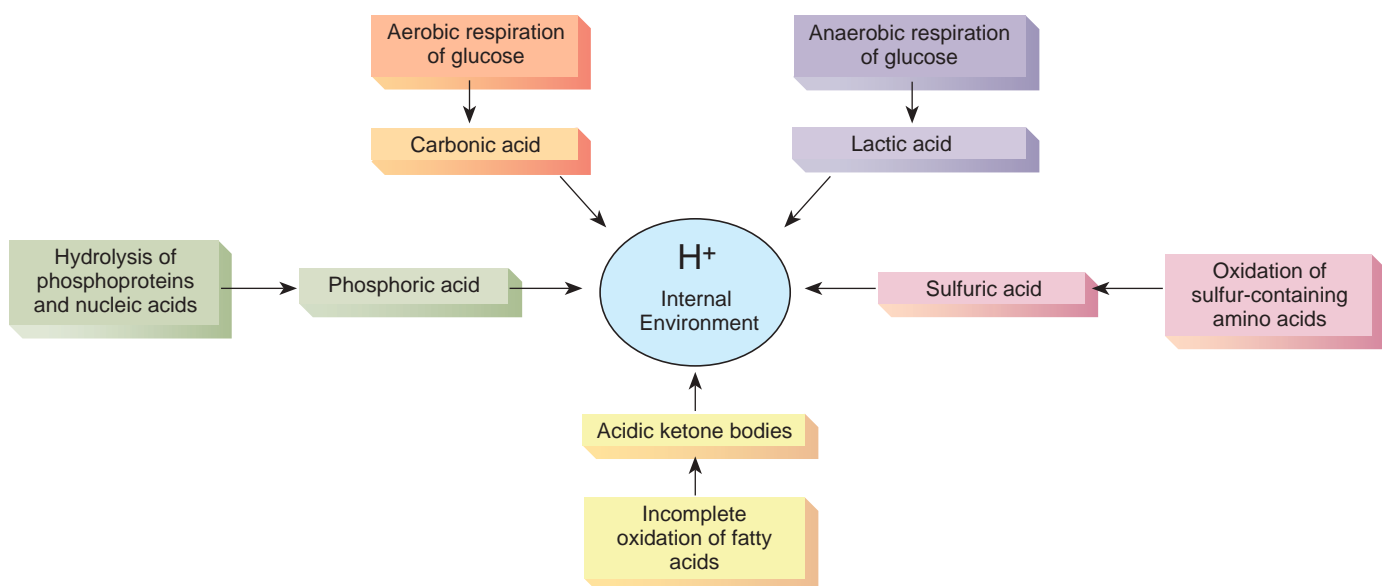 Aerobic respiration
of glucose
Anaerobic respiration
of glucose
Carbonic acid
Lactic acid
Hydrolysis of
phosphoproteins
and nucleic acids
Phosphoric acid
H⁺
Internal
Environment
Sulfuric acid
Oxidation of
sulfur-containing
amino acids
Acidic ketone bodies
Incomplete
oxidation of fatty
acids